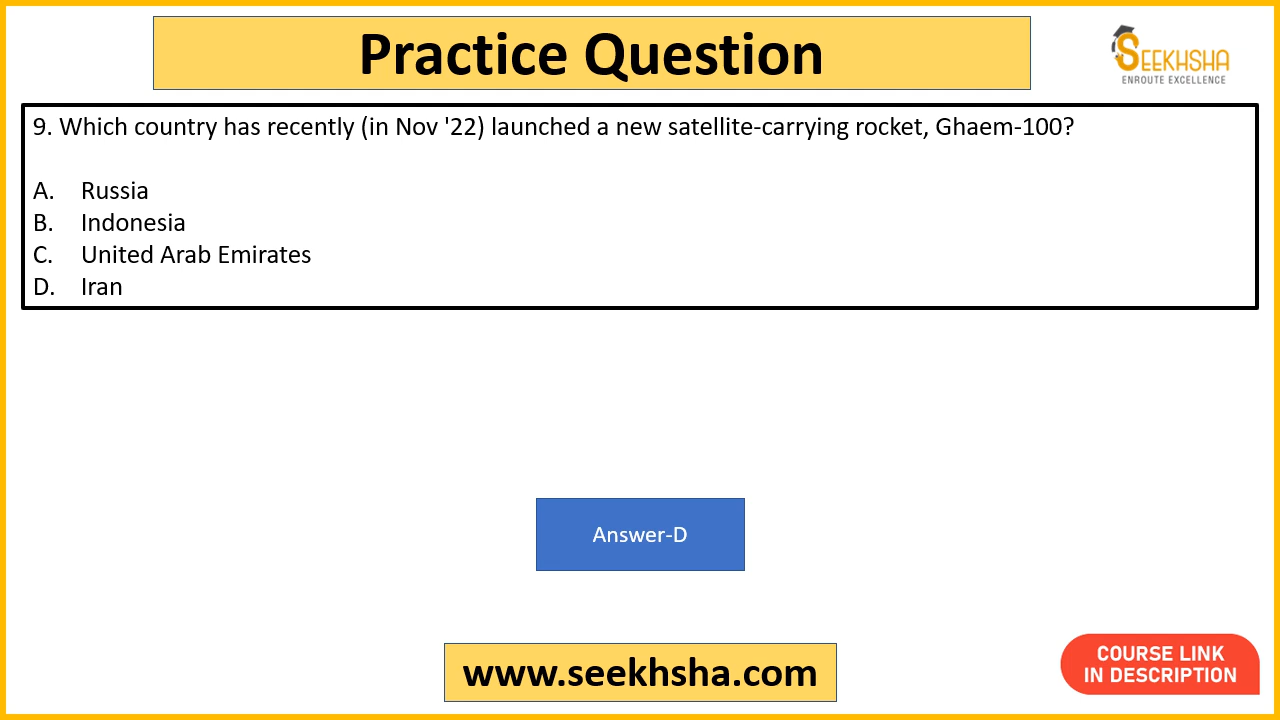 Practice Question
SEEKHSHA
ENROUTE EXCELLENCE
9. Which country has recently (in Nov '22) launched a new satellite-carrying rocket, Ghaem-100?
A. Russia
B. Indonesia
C. United Arab Emirates
D. Iran
Answer-D
www.seekhsha.com
COURSE LINK
IN DESCRIPTION